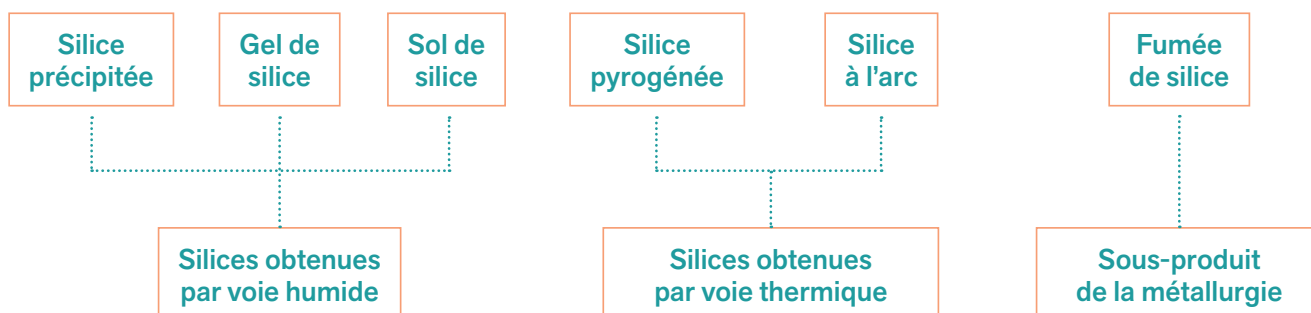 Silice
précipitée
Gel de
silice
Sol de
silice
Silice
pyrogénée
Silice
à l'arc
Fumée
de silice
Silices obtenues
par voie humide
Silices obtenues
par voie thermique
Sous-produit
de la métallurgie